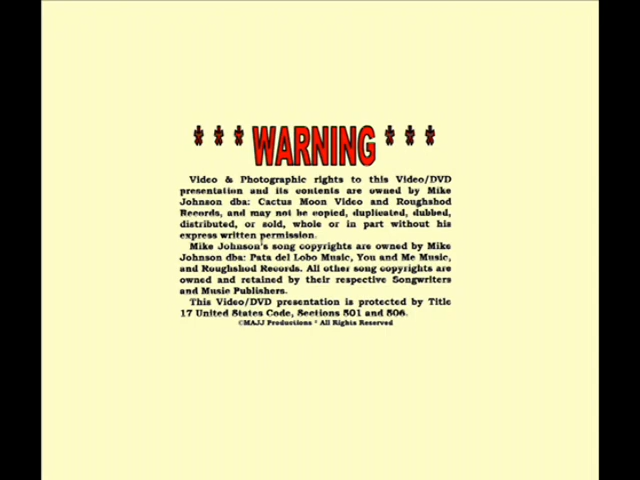 * * * WARNING * * *
Video & Photographic rights to this Video/DVD
presentation and its contents are owned by Mike
Johnson dba: Cactus Moon Video and Roughshod
Records, and may not be copied, duplicated, dubbed,
distributed, or sold, whole or in part without his
express written permission.
Mike Johnson's song copyrights are owned by Mike
Johnson dba: Pata del Lobo Music, You and Me Music,
and Roughshod Records. All other song copyrights are
owned and retained by their respective Songwriters
and Music Publishers.
This Video/DVD presentation is protected by Title
17 United States Code, Sections 501 and 506.
©MAJJ Productions * All Rights Reserved